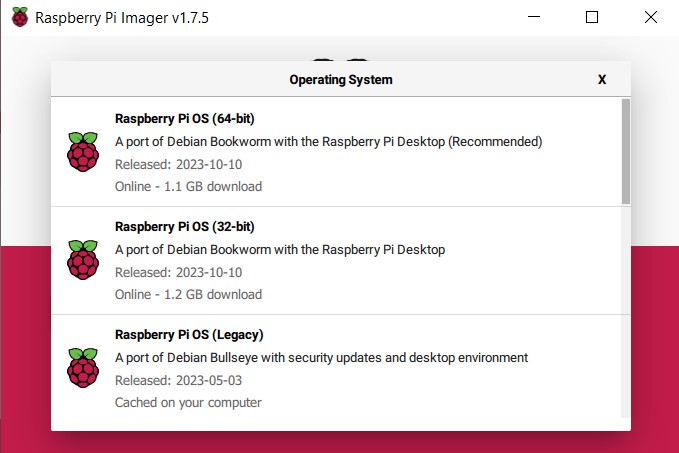 Raspberry Pi Imager v1.7.5
Operating System
X
Raspberry Pi OS (64-bit)
A port of Debian Bookworm with the Raspberry Pi Desktop (Recommended)
Released: 2023-10-10
Online - 1.1 GB download
Raspberry Pi OS (32-bit)
A port of Debian Bookworm with the Raspberry Pi Desktop
Released: 2023-10-10
Online - 1.2 GB download
Raspberry Pi OS (Legacy)
A port of Debian Bullseye with security updates and desktop environment
Released: 2023-05-03
Cached on your computer